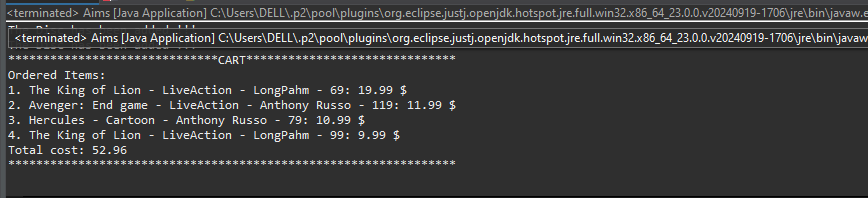 <terminated> Aims [Java Application] C:\Users\DELL\.p2\pool\plugins\org.eclipse.justj.openjdk.hotspot.jre.full.win32.x86_64_23.0.0.v20240919-1706\jre\bin\javaw.e
<terminated> Aims [Java Application] C:\Users\DELL\.p2\pool\plugins\org.eclipse.justj.openjdk.hotspot.jre.full.win32.x86_64_23.0.0.v20240919-1706\jre\bin\javaw
****************************CART****************************
Ordered Items:
1. The King of Lion - LiveAction - LongPahm - 69: 19.99 $
2. Avenger: End game - LiveAction - Anthony Russo - 119: 11.99 $
3. Hercules - Cartoon - Anthony Russo - 79: 10.99 $
4. The King of Lion - LiveAction - LongPahm - 99: 9.99 $
Total cost: 52.96
************************************************************